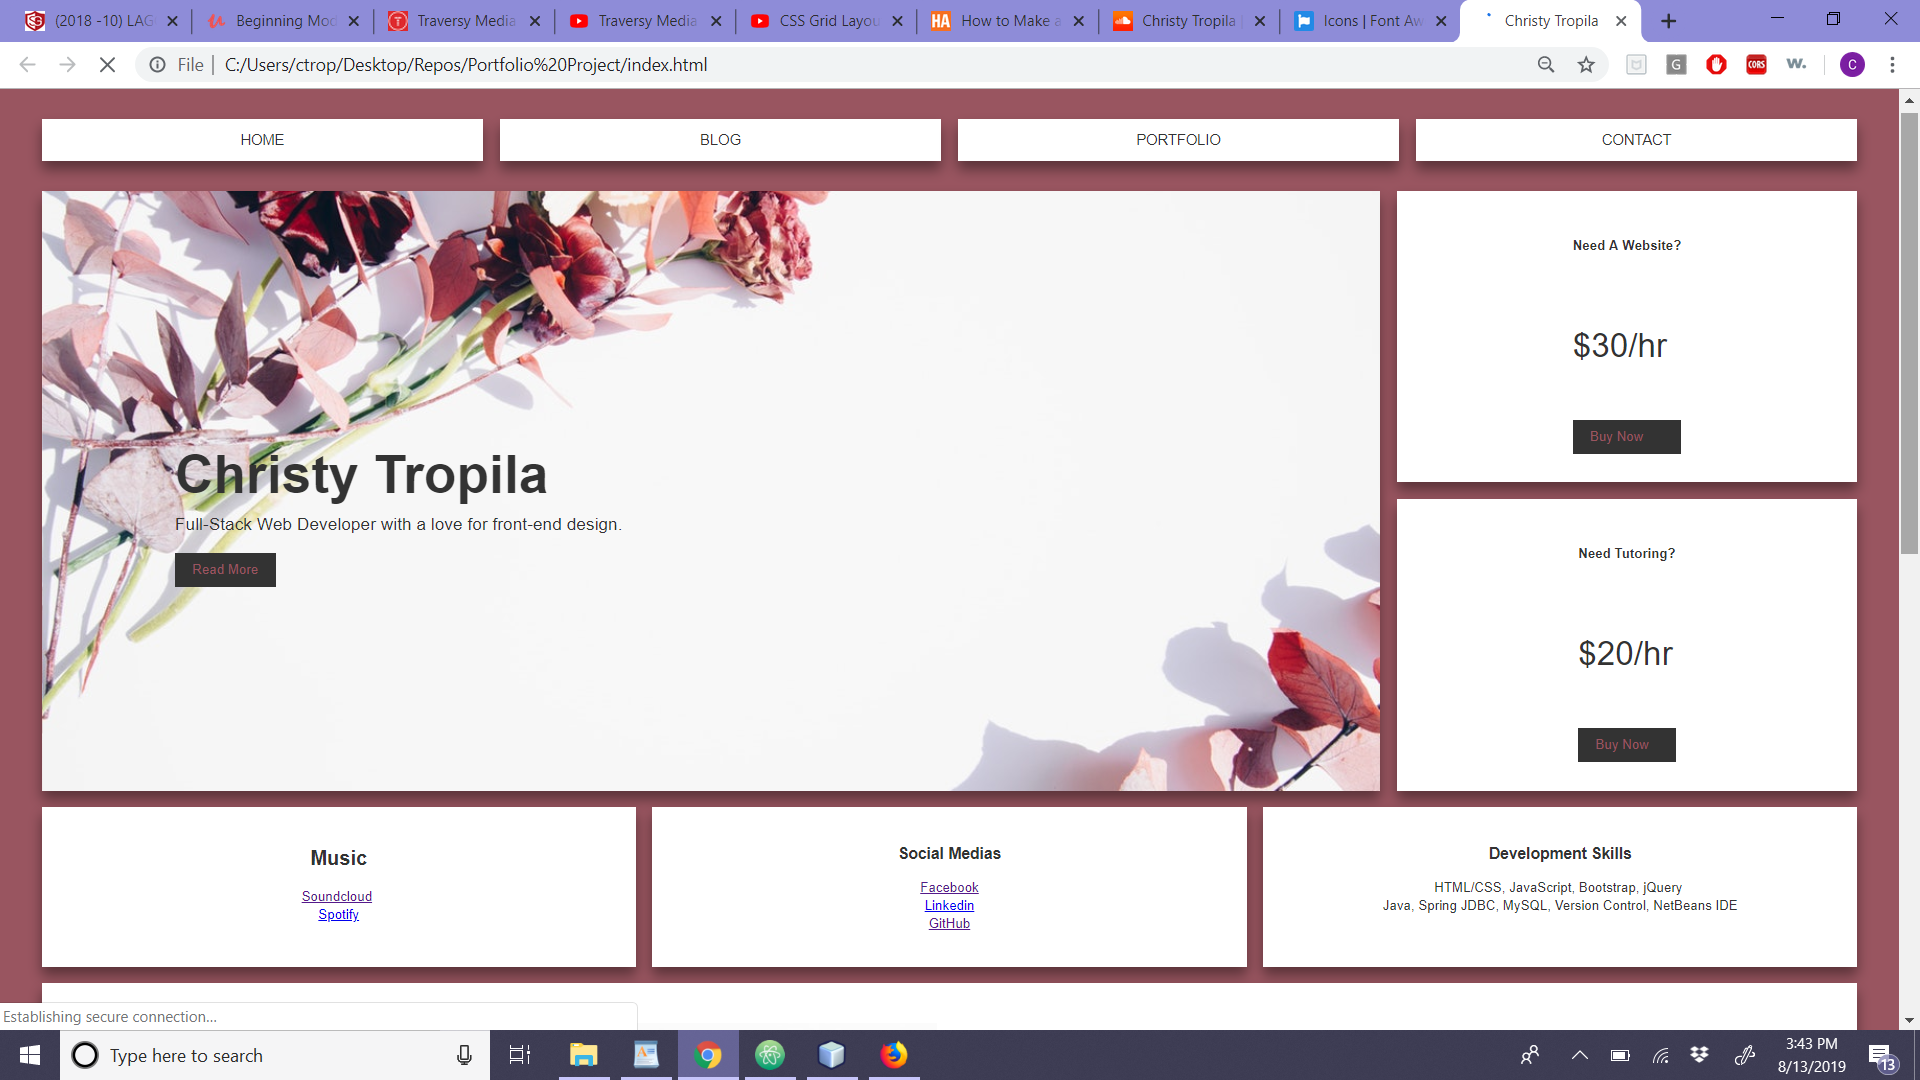 (2018 -10) LAG
Beginning Mod
Traversy Media
Traversy Media
CSS Grid Layou
How to Make a
Christy Tropila
Icons | Font Aw
Christy Tropila
File | C:/Users/ctrop/Desktop/Repos/Portfolio%20Project/index.html
HOME
BLOG
PORTFOLIO
CONTACT
Christy Tropila
Full-Stack Web Developer with a love for front-end design.
Read More
Need A Website?
$30/hr
Buy Now
Need Tutoring?
$20/hr
Buy Now
Music
Soundcloud
Spotify
Social Medias
Facebook
Linkedin
GitHub
Development Skills
HTML/CSS, JavaScript, Bootstrap, jQuery
Java, Spring JDBC, MySQL, Version Control, NetBeans IDE
Establishing secure connection...
Type here to search
3:43 PM
8/13/2019
13